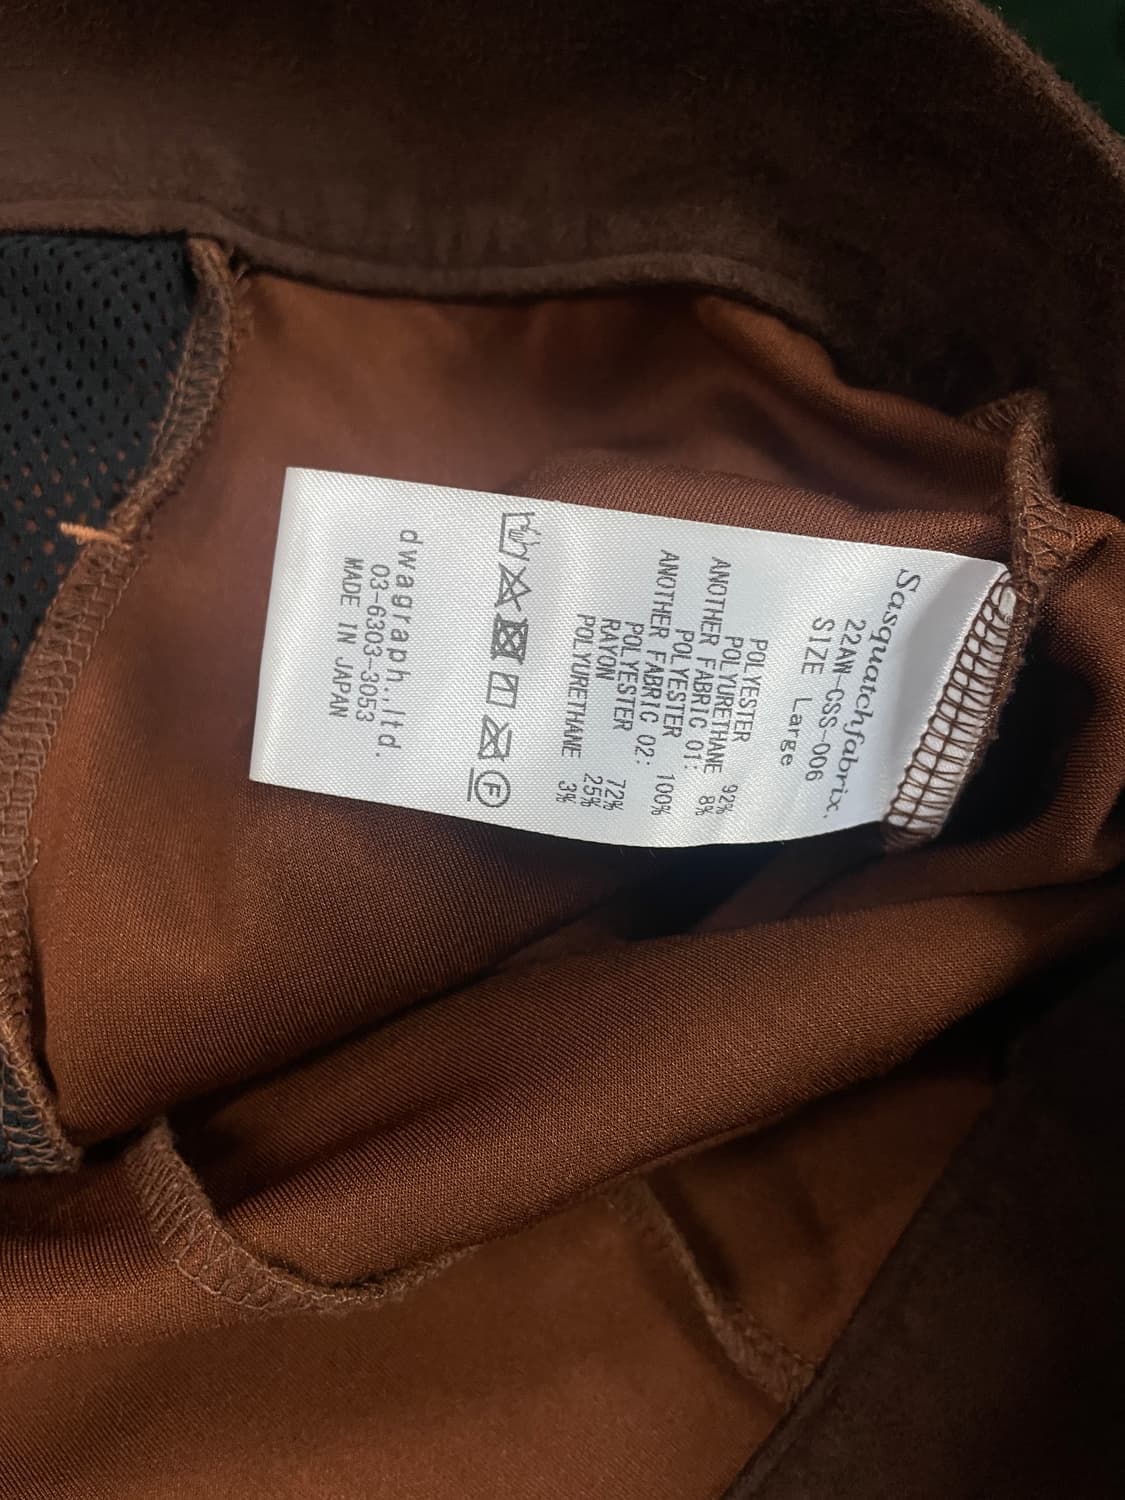 Sasquatchfabrix.
22AW-CSS-006
SIZE Large
POLYESTER 92%
POLYURETHANE 8%
ANOTHER FABRIC 01:
POLYESTER 100%
ANOTHER FABRIC 02:
POLYESTER 72%
RAYON 25%
POLYURETHANE 3%
F
dwagraph.,ltd.
03-6303-3053
MADE IN JAPAN